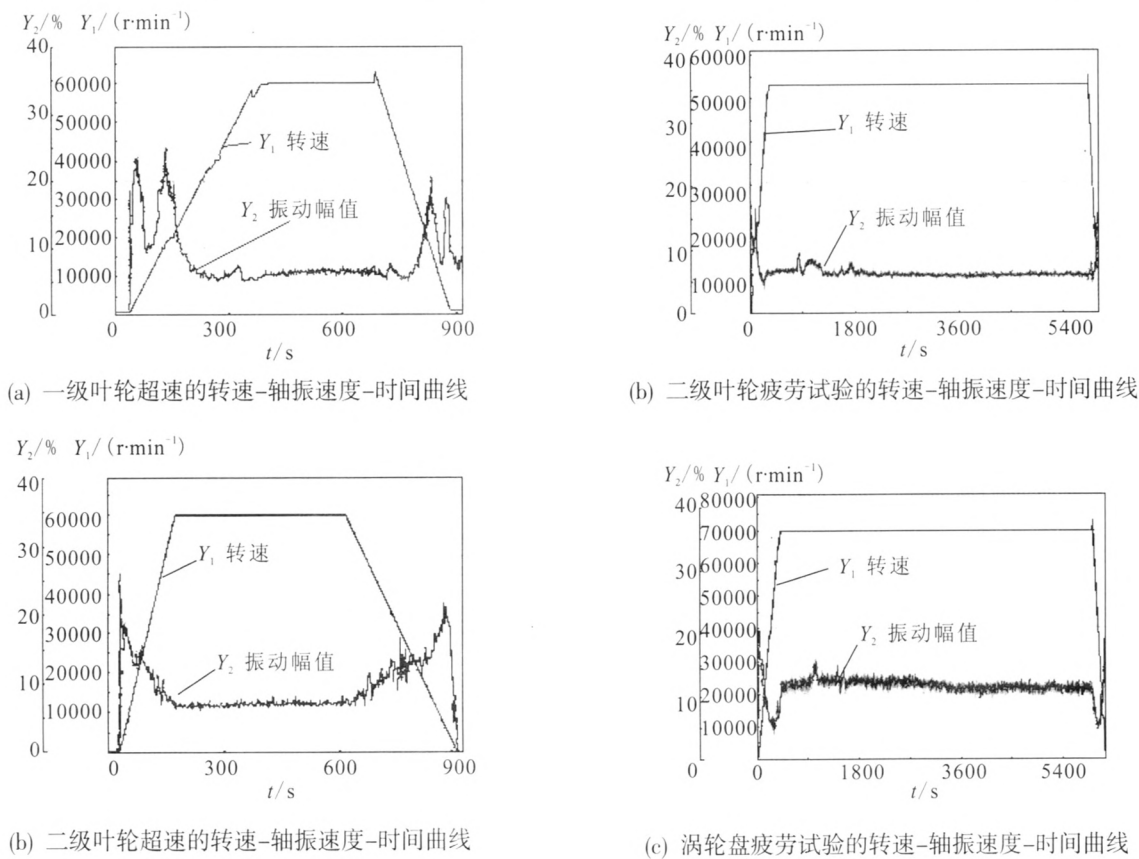 Y₂/% Y₁/(r·min⁻¹)
40
60000
30
50000
40000
20
30000
20000
10
10000
0
Y₁ 转速
Y₂ 振动幅值
0 300 600 900
t/s
(a) 一级叶轮超速的转速-轴振速度-时间曲线
Y₂/% Y₁/(r·min⁻¹)
40 60000
50000
30
40000
20
30000
20000
10
10000
0
Y₁ 转速
Y₂ 振动幅值
0 1800 3600 5400
t/s
(b) 二级叶轮疲劳试验的转速-轴振速度-时间曲线
Y₂/% Y₁/(r·min⁻¹)
40
60000
30
50000
40000
20
30000
20000
10
10000
0
Y₁ 转速
Y₂ 振动幅值
0 300 600 900
t/s
(b) 二级叶轮超速的转速-轴振速度-时间曲线
Y₂/% Y₁/(r·min⁻¹)
40 80000
70000
30 60000
50000
20 40000
30000
10 20000
10000
0
Y₁ 转速
Y₂ 振动幅值
0 1800 3600 5400
t/s
(c) 涡轮盘疲劳试验的转速-轴振速度-时间曲线